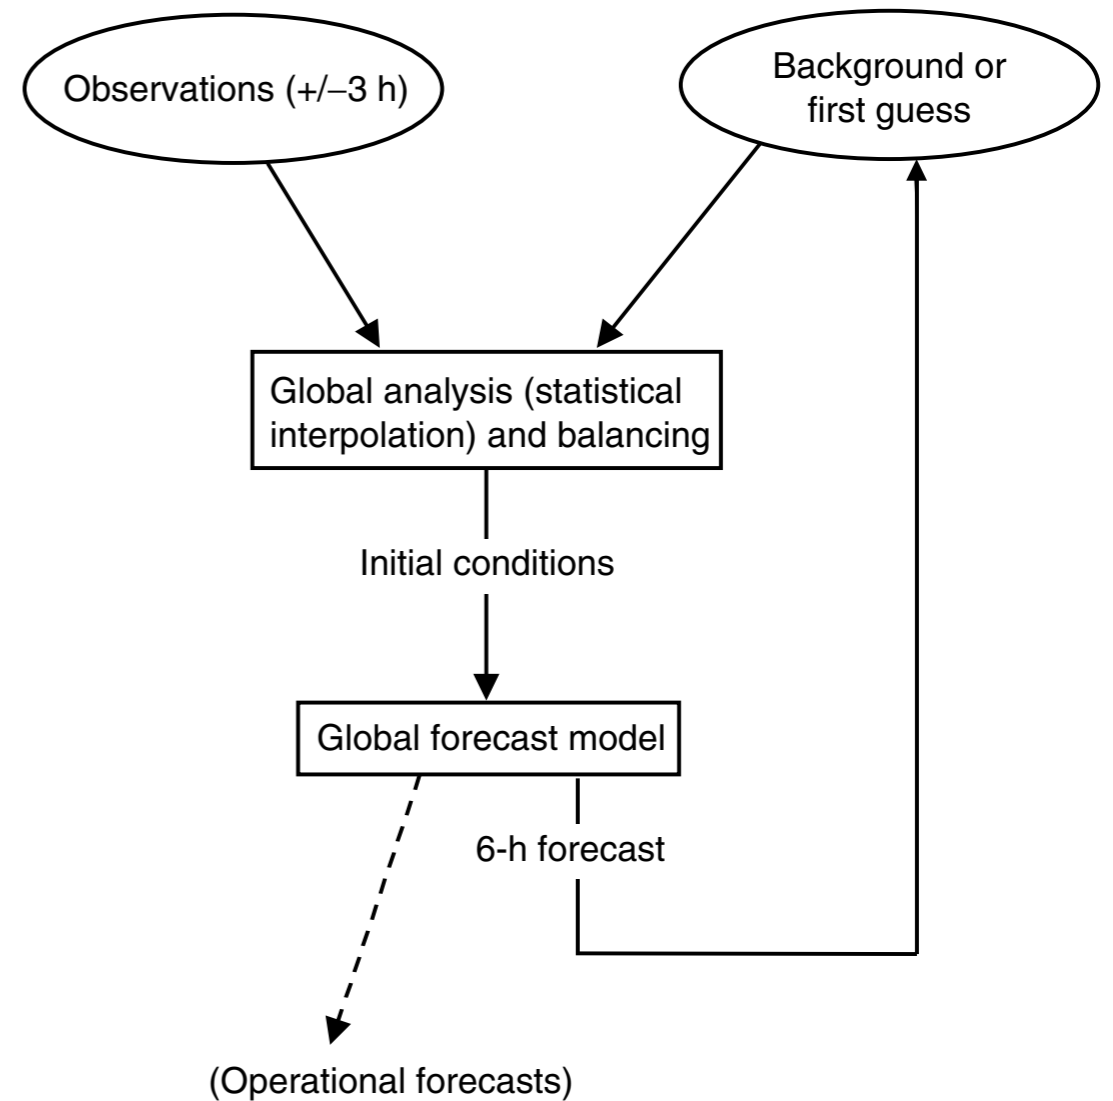 Observations (+/–3 h)
Background or
first guess
Global analysis (statistical
interpolation) and balancing
Initial conditions
Global forecast model
6-h forecast
(Operational forecasts)